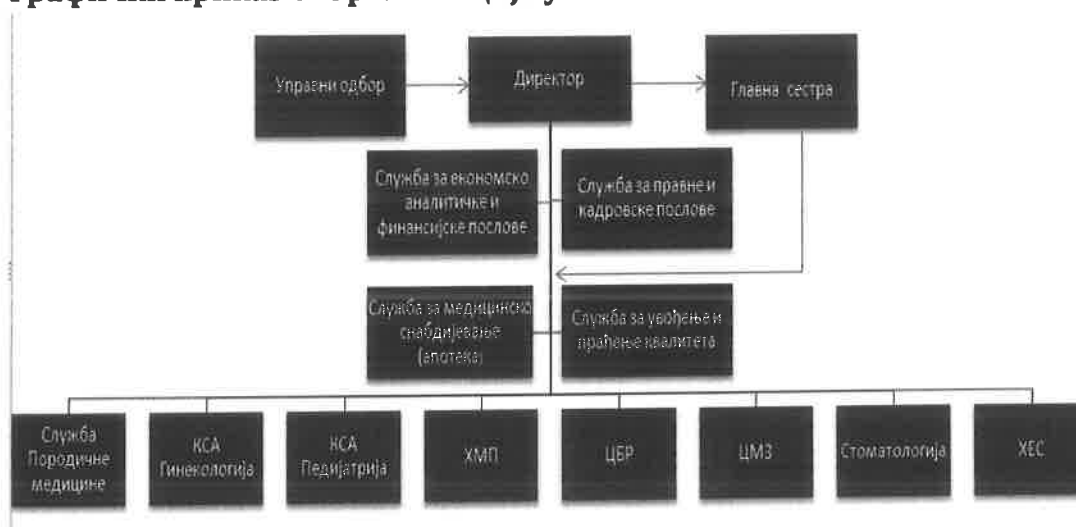 Управни одбор
Директор
Главна сестра
Служба за економско
аналитичке и
финансијске послове
Служба за правне и
кадровске послове
Служба за медицинско
снабдијевање
(апотека)
Служба за увођење и
праћење квалитета
Служба
Породичне
медицине
КСА
Гинекологија
КСА
Педијатрија
ХМП
ЦБР
ЦМЗ
Стоматологија
ХЕС